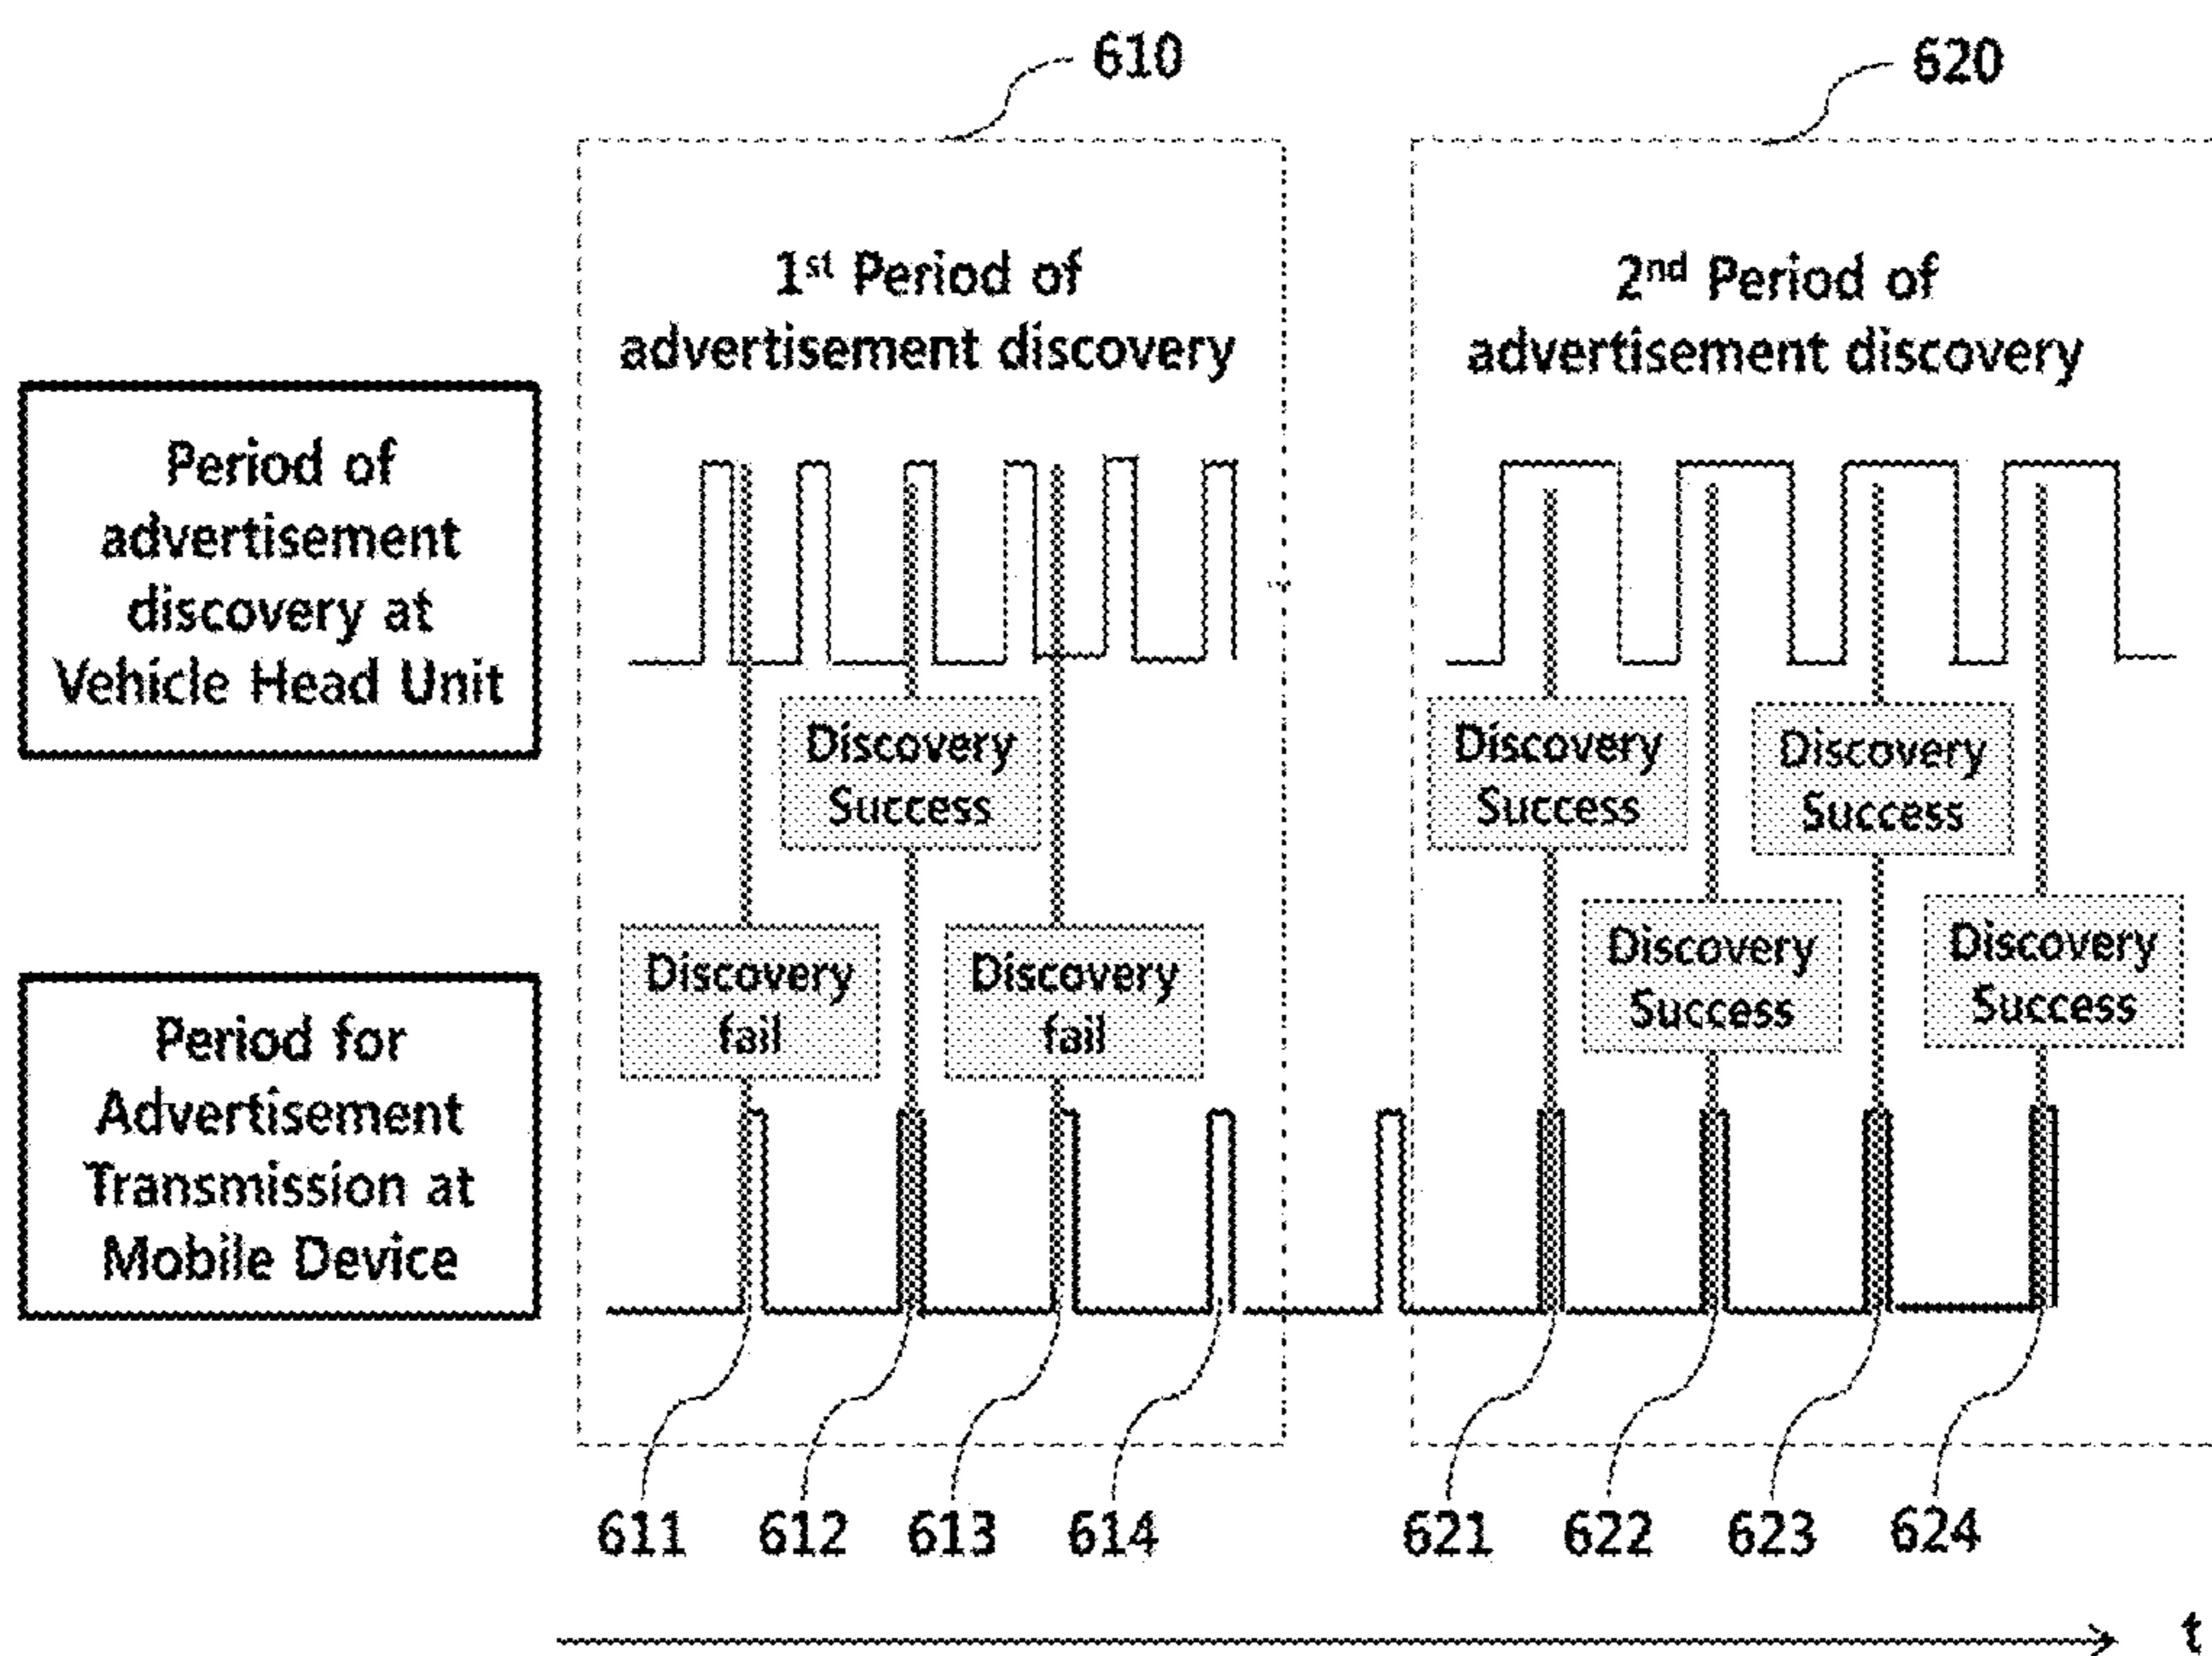 610
620
1st Period of
advertisement discovery
2nd Period of
advertisement discovery
Period of
advertisement
discovery at
Vehicle Head Unit
Discovery
Success
Discovery
Success
Discovery
Success
Discovery
fail
Discovery
fail
Discovery
Success
Discovery
Success
Period for
Advertisement
Transmission at
Mobile Device
611
612
613
614
621
622
623
624
t